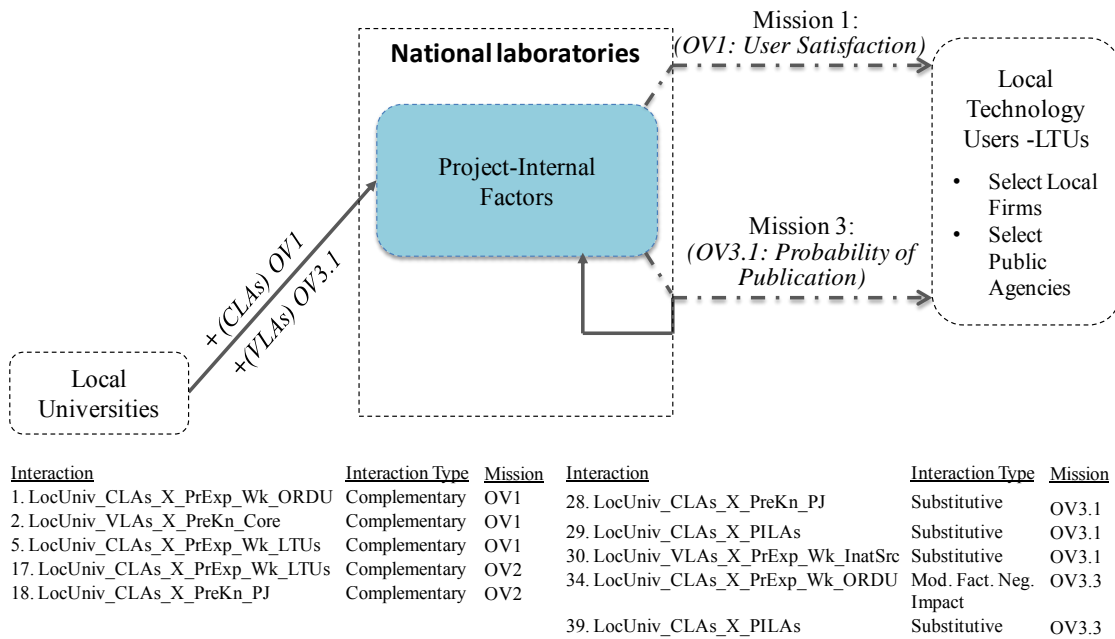 Mission 1:
(OV1: User Satisfaction)
National laboratories
Local
Technology
Users -LTUs
• Select Local
Firms
• Select
Public
Agencies
Project-Internal
Factors
Mission 3:
(OV3.1: Probability of
Publication)
+ (CLAs) OV1
+(VLAs) OV3.1
Local
Universities
Interaction Interaction Type Mission
1. LocUniv_CLAs_X_PrExp_Wk_ORDU Complementary OV1
2. LocUniv_VLAs_X_PreKn_Core Complementary OV1
5. LocUniv_CLAs_X_PrExp_Wk_LTUs Complementary OV1
17. LocUniv_CLAs_X_PrExp_Wk_LTUs Complementary OV2
18. LocUniv_CLAs_X_PreKn_PJ Complementary OV2
Interaction Interaction Type Mission
28. LocUniv_CLAs_X_PreKn_PJ Substitutive OV3.1
29. LocUniv_CLAs_X_PILAs Substitutive OV3.1
30. LocUniv_VLAs_X_PrExp_Wk_InatSrc Substitutive OV3.1
34. LocUniv_CLAs_X_PrExp_Wk_ORDU Mod. Fact. Neg. OV3.3
Impact
39. LocUniv_CLAs_X_PILAs Substitutive OV3.3